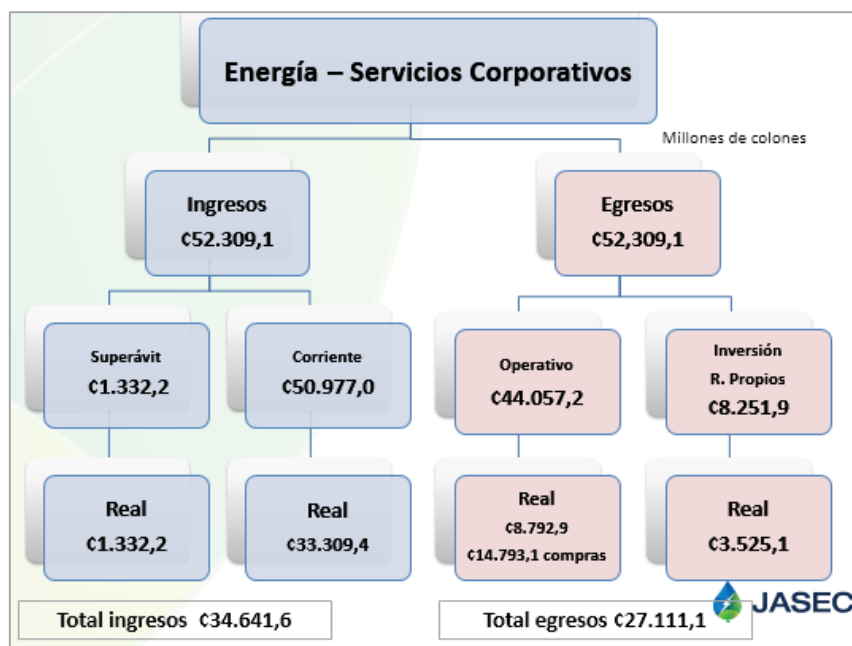 Energía – Servicios Corporativos
Millones de colones
Ingresos
¢52.309,1
Egresos
¢52,309,1
Superávit
¢1.332,2
Corriente
¢50.977,0
Operativo
¢44.057,2
Inversión
R. Propios
¢8.251,9
Real
¢1.332,2
Real
¢33.309,4
Real
¢8.792,9
¢14.793,1 compras
Real
¢3.525,1
Total ingresos ¢34.641,6
Total egresos ¢27.111,1
JASEC